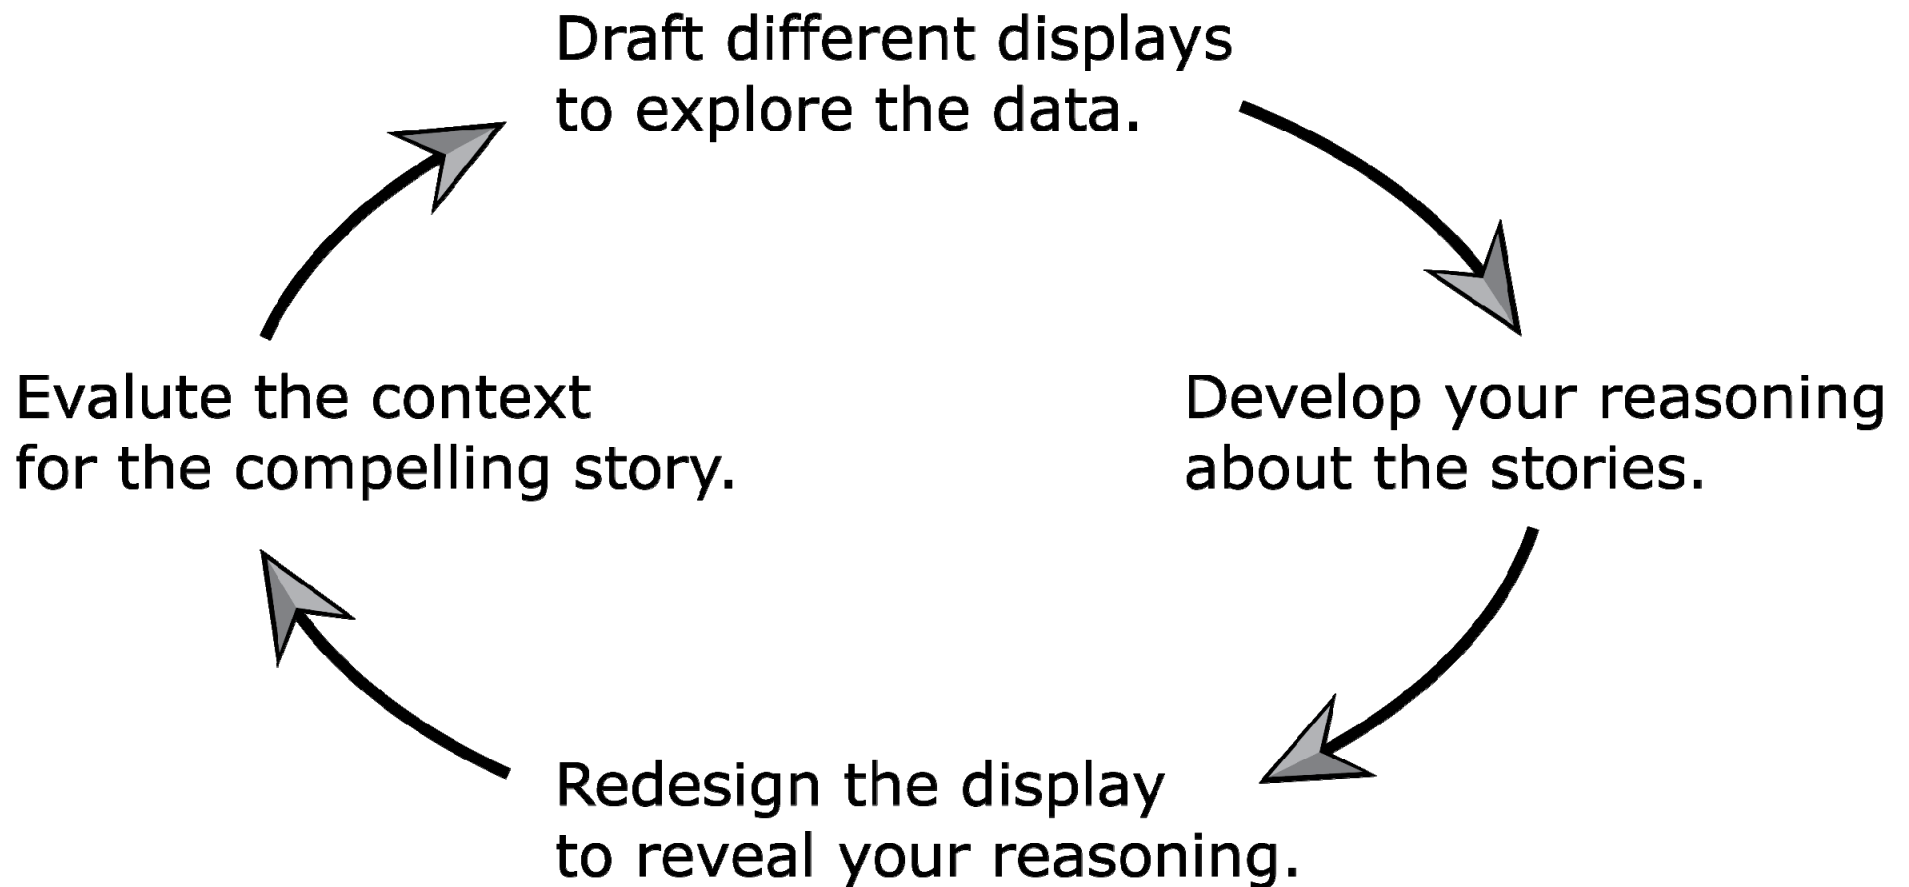 Draft different displays
to explore the data.
Develop your reasoning
about the stories.
Redesign the display
to reveal your reasoning.
Evalute the context
for the compelling story.